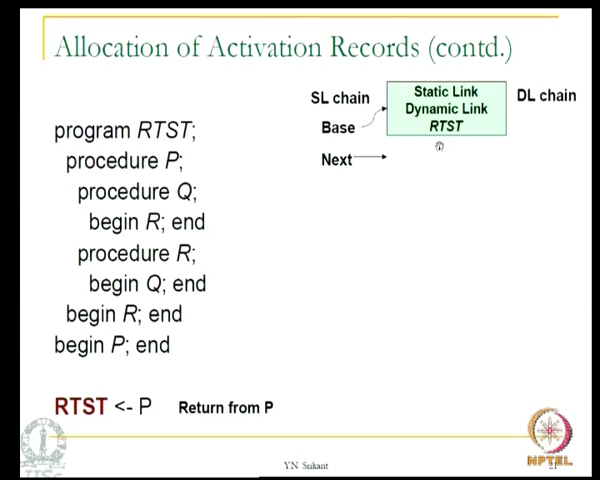 Allocation of Activation Records (contd.)
SL chain
Static Link
Dynamic Link
RTST
DL chain
Base
Next
program RTST;
procedure P;
procedure Q;
begin R; end
procedure R;
begin Q; end
begin R; end
begin P; end
RTST <- P Return from P
Y.N. Srikant
NPTEL